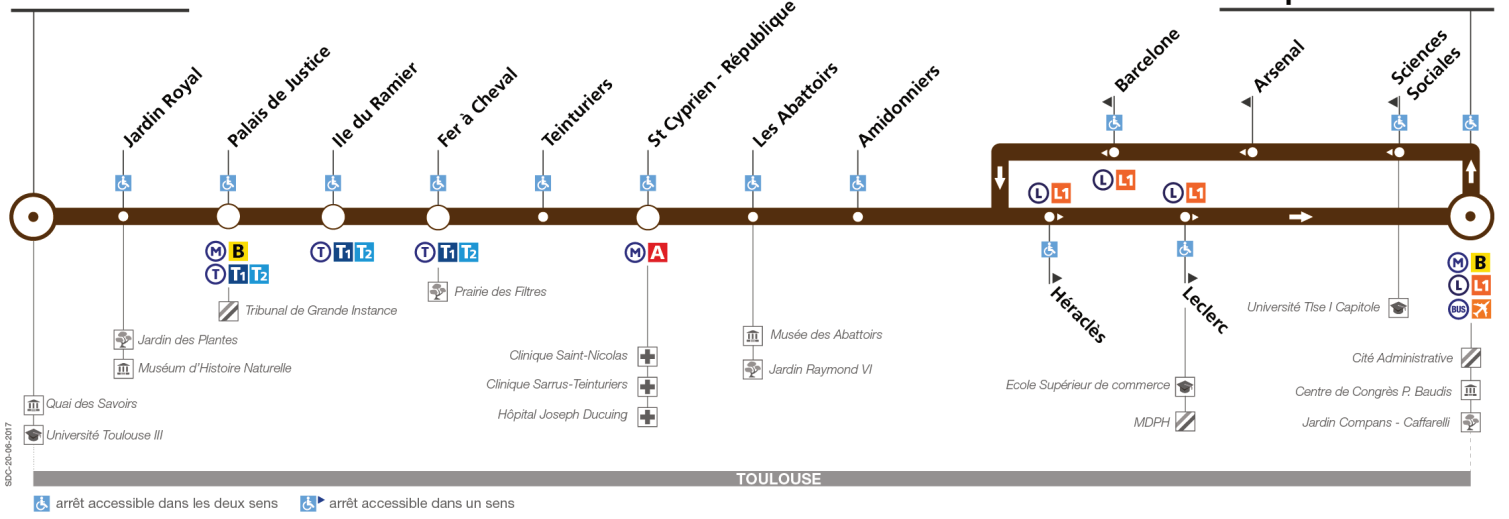 Jardin Royal
Palais de Justice
Ile du Ramier
Fer à Cheval
Teinturiers
St Cyprien - République
Les Abattoirs
Amidonniers
Barcelone
Arsenal
Sciences
Sociales
L L1
L L1
L L1
M B
T T1 T2
T T1 T2
T T1 T2
M A
M B
L L1
BUS
Héraclès
Leclerc
Tribunal de Grande Instance
Prairie des Filtres
Université Tlse I Capitole
Jardin des Plantes
Muséum d'Histoire Naturelle
Clinique Saint-Nicolas
Clinique Sarrus-Teinturiers
Hôpital Joseph Ducuing
Musée des Abattoirs
Jardin Raymond VI
Ecole Supérieur de commerce
MDPH
Cité Administrative
Centre de Congrès P. Baudis
Jardin Compans - Caffarelli
Quai des Savoirs
Université Toulouse III
SDC-20-06-2017
TOULOUSE
arrêt accessible dans les deux sens
arrêt accessible dans un sens